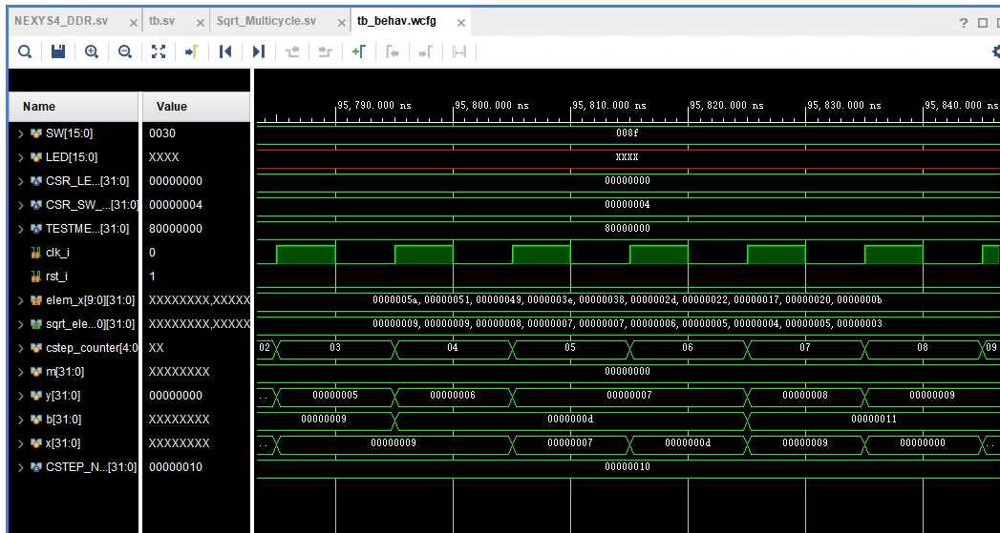 NEXYS4_DDR.sv × tb.sv × Sqrt_Multicycle.sv × tb_behav.wcfg × ?
Name Value 95,790.000 ns 95,800.000 ns 95,810.000 ns 95,820.000 ns 95,830.000 ns 95,840.000 ns
SW[15:0] 0030 008f
LED[15:0] XXXX XXXX
CSR_LE...[31:0] 00000000 00000000
CSR_SW_...[31:0] 00000004 00000004
TESTME...[31:0] 80000000 80000000
clk_i 0
rst_i 1
elem_x[9:0][31:0] XXXXXXXX,XXXXX 0000005a, 00000051, 00000049, 0000003e, 00000038, 0000002d, 00000022, 00000017, 00000020, 0000000b
sqrt_ele...0][31:0] XXXXXXXX,XXXXX 00000009, 00000009, 00000008, 00000007, 00000007, 00000006, 00000005, 00000004, 00000005, 00000003
cstep_counter[4:0 XX 02 03 04 05 06 07 08 09
m[31:0] XXXXXXXX 00000000
y[31:0] 00000000 .. 00000005 00000006 00000007 00000008 00000009
b[31:0] XXXXXXXX 00000009 0000000d 00000011
x[31:0] XXXXXXXX .. 00000009 00000007 0000000d 00000009 00000000 ..
CSTEP_N...[31:0] 00000010 00000010